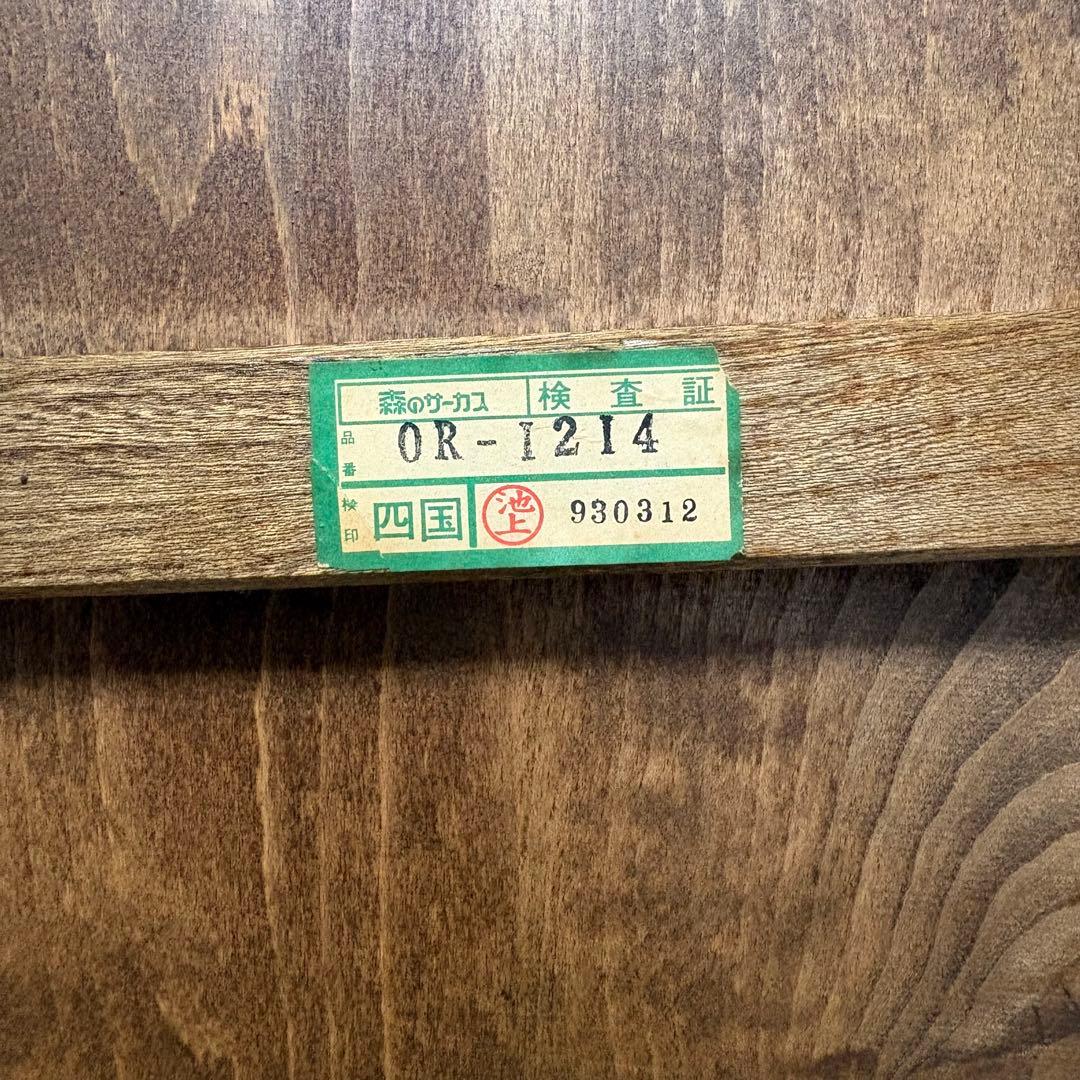 森のサーカス 検査証
品番 OR-1214
検印 四国 池上 930312